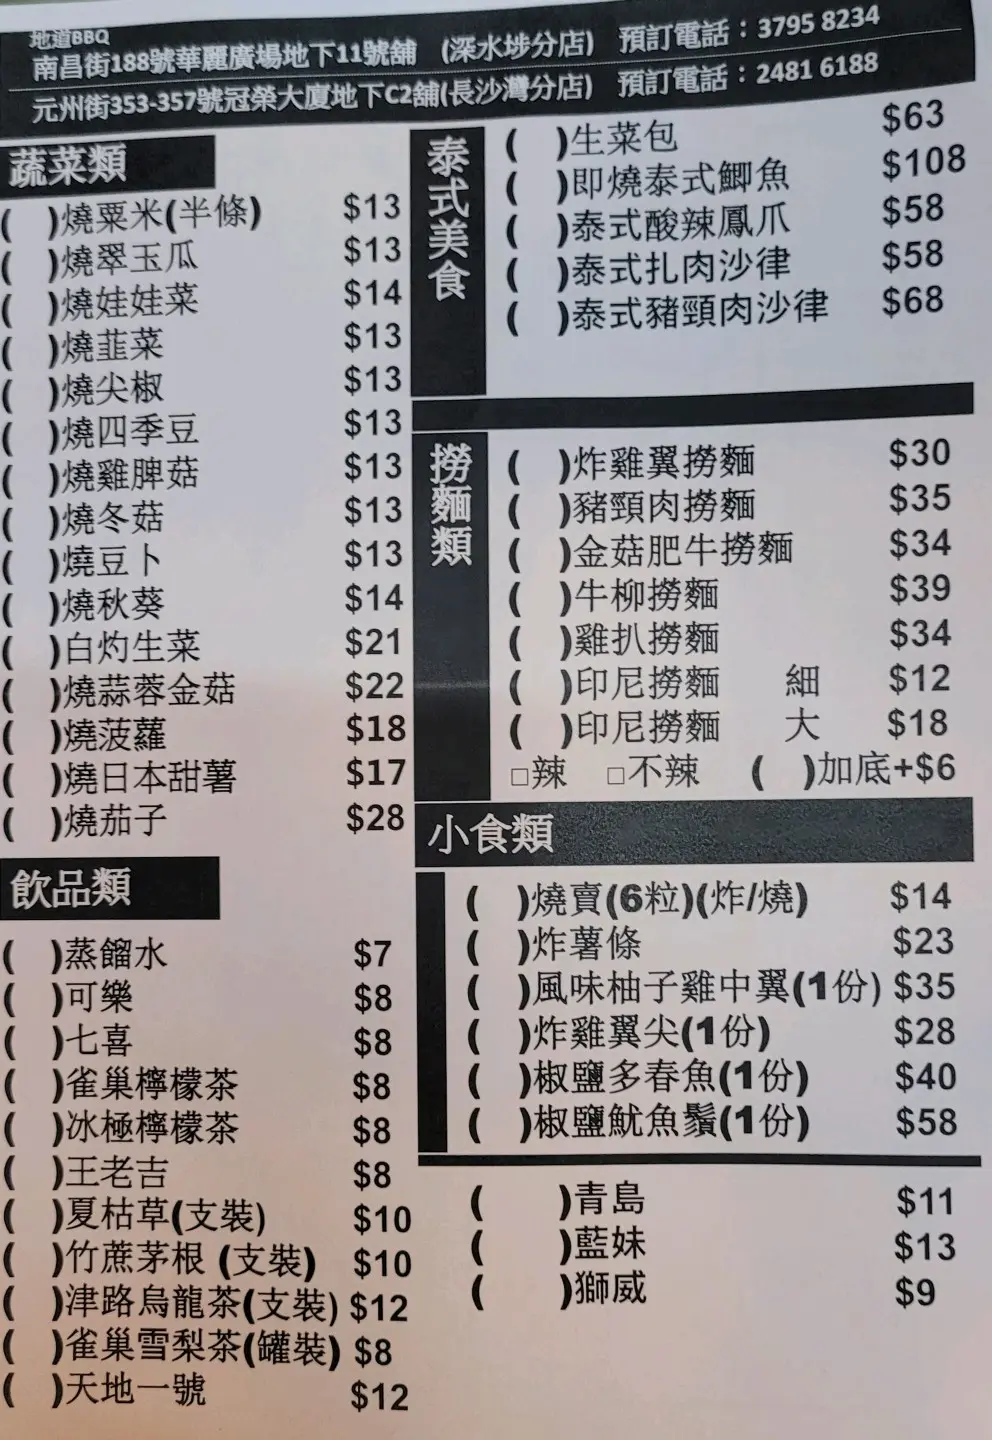 地道BBQ
南昌街188號華麗廣場地下11號舖 (深水埗分店) 預訂電話：3795 8234
元州街353-357號冠榮大廈地下C2舖(長沙灣分店) 預訂電話：2481 6188
蔬菜類
( )燒粟米(半條) $13
( )燒翠玉瓜 $13
( )燒娃娃菜 $14
( )燒韮菜 $13
( )燒尖椒 $13
( )燒四季豆 $13
( )燒雞脾菇 $13
( )燒冬菇 $13
( )燒豆卜 $13
( )燒秋葵 $14
( )白灼生菜 $21
( )燒蒜蓉金菇 $22
( )燒菠蘿 $18
( )燒日本甜薯 $17
( )燒茄子 $28
飲品類
( )蒸餾水 $7
( )可樂 $8
( )七喜 $8
( )雀巢檸檬茶 $8
( )冰極檸檬茶 $8
( )王老吉 $8
( )夏枯草(支裝) $10
( )竹蔗茅根 (支裝) $10
( )津路烏龍茶(支裝) $12
( )雀巢雪梨茶(罐裝) $8
( )天地一號 $12
泰式美食
( )生菜包 $63
( )即燒泰式鯽魚 $108
( )泰式酸辣鳳爪 $58
( )泰式扎肉沙律 $58
( )泰式豬頸肉沙律 $68
撈麵類
( )炸雞翼撈麵 $30
( )豬頸肉撈麵 $35
( )金菇肥牛撈麵 $34
( )牛柳撈麵 $39
( )雞扒撈麵 $34
( )印尼撈麵 細 $12
( )印尼撈麵 大 $18
□辣 □不辣 ( )加底+$6
小食類
( )燒賣(6粒)(炸/燒) $14
( )炸薯條 $23
( )風味柚子雞中翼(1份) $35
( )炸雞翼尖(1份) $28
( )椒鹽多春魚(1份) $40
( )椒鹽魷魚鬚(1份) $58
( )青島 $11
( )藍妹 $13
( )獅威 $9